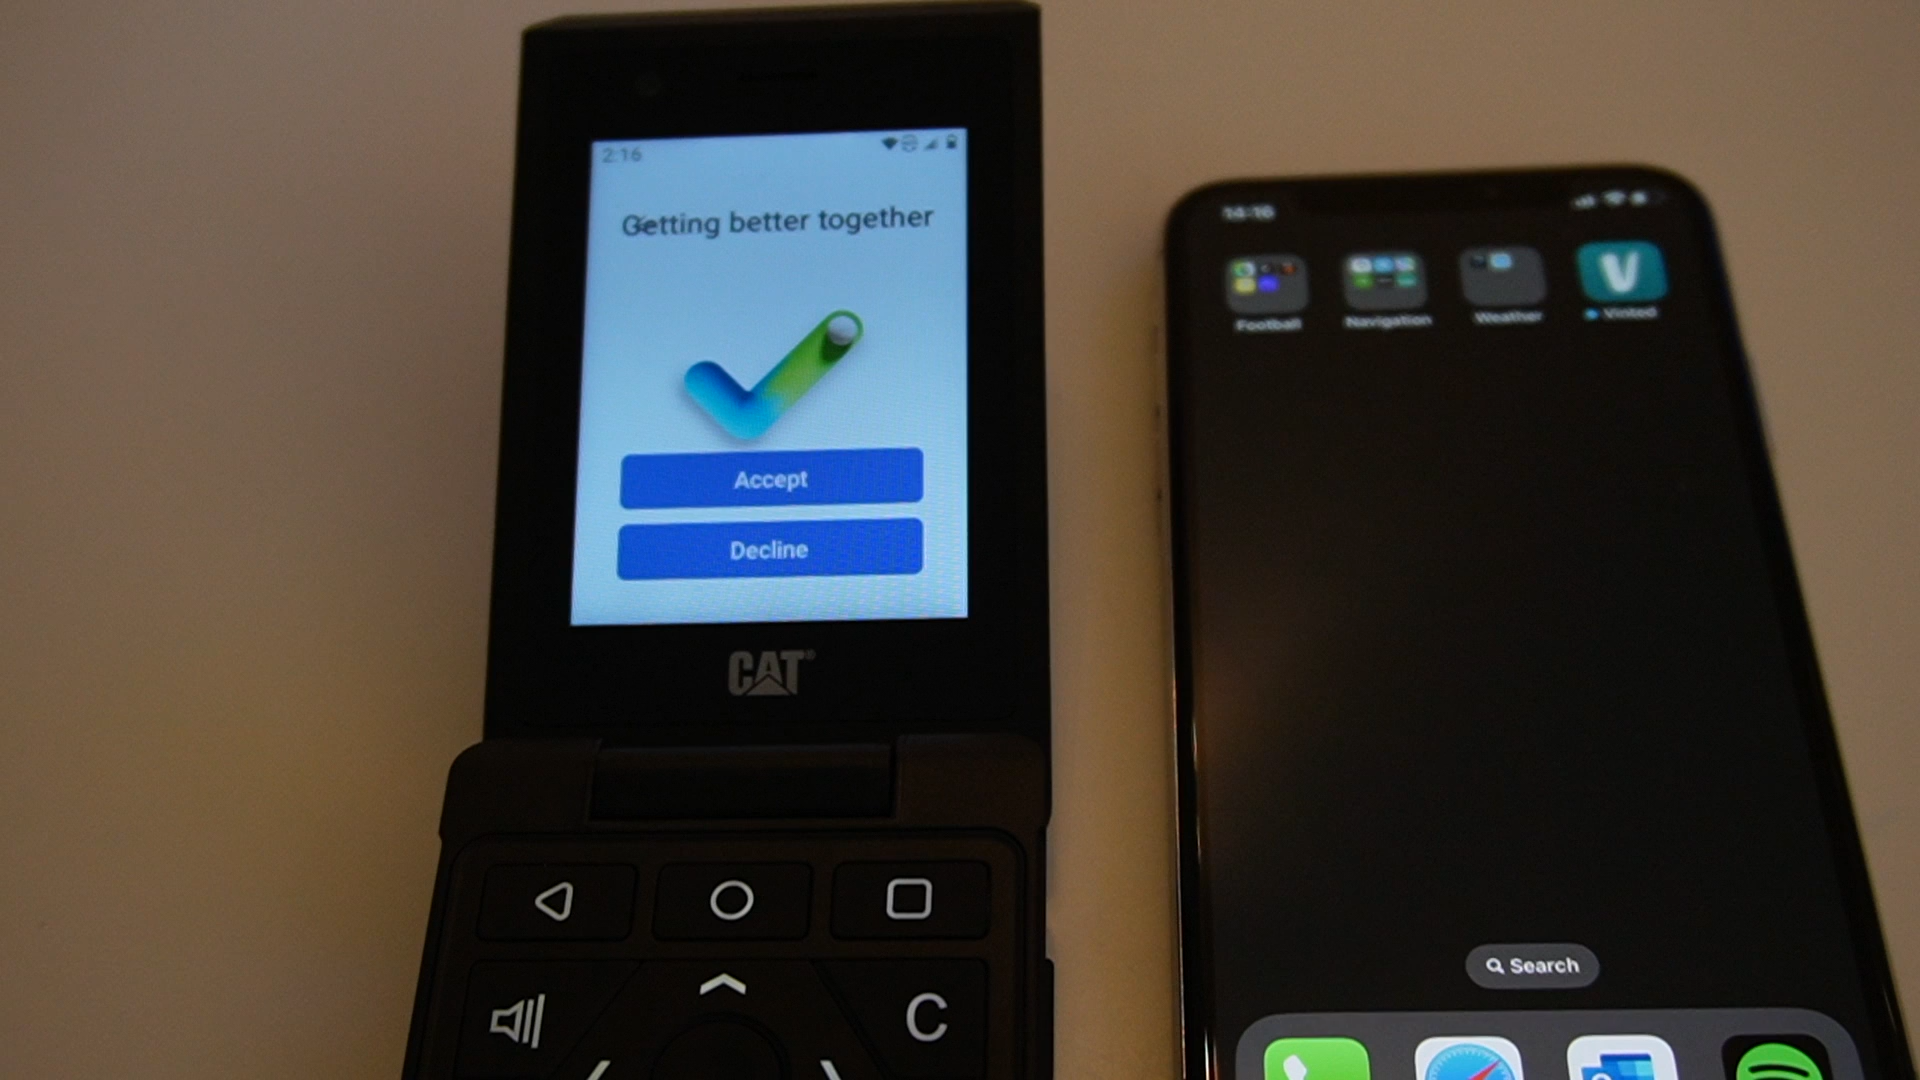 2:16
Getting better together
Accept
Decline
CAT®
C
14:16
Football
Navigation
Weather
V
Vinted
Search